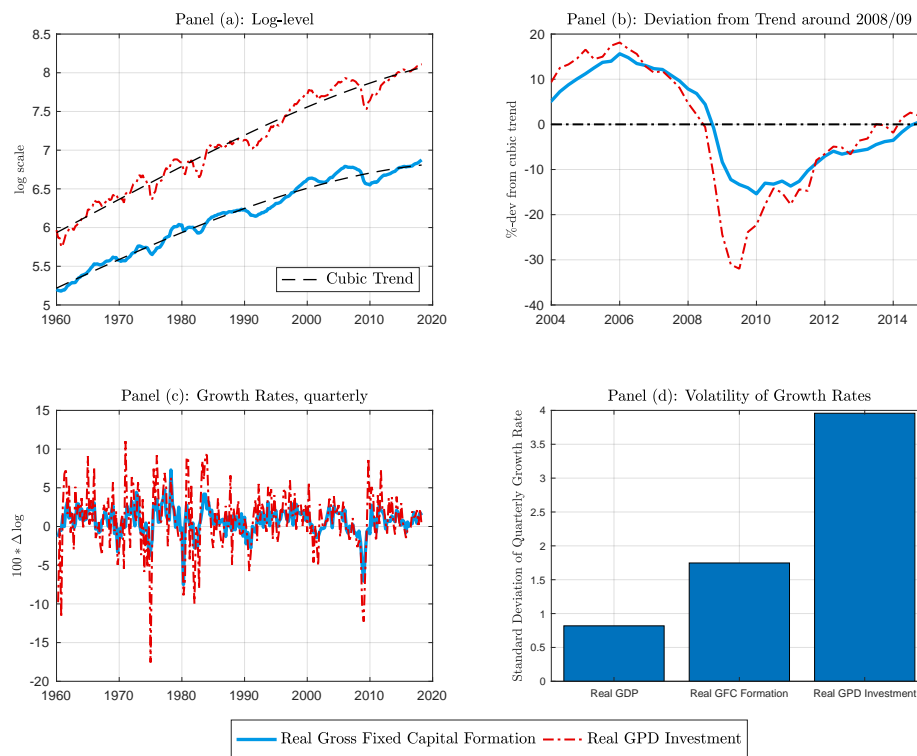 Panel (a): Log-level
8.5
8
7.5
7
6.5
6
5.5
5
log scale
1960 1970 1980 1990 2000 2010 2020
Cubic Trend
Panel (b): Deviation from Trend around 2008/09
20
10
0
-10
-20
-30
-40
%-dev from cubic trend
2004 2006 2008 2010 2012 2014
Panel (c): Growth Rates, quarterly
15
10
5
0
-5
-10
-15
-20
100 * Δ log
1960 1970 1980 1990 2000 2010 2020
Panel (d): Volatility of Growth Rates
4
3.5
3
2.5
2
1.5
1
0.5
0
Standard Deviation of Quarterly Growth Rate
Real GDP Real GFC Formation Real GPD Investment
Real Gross Fixed Capital Formation Real GPD Investment